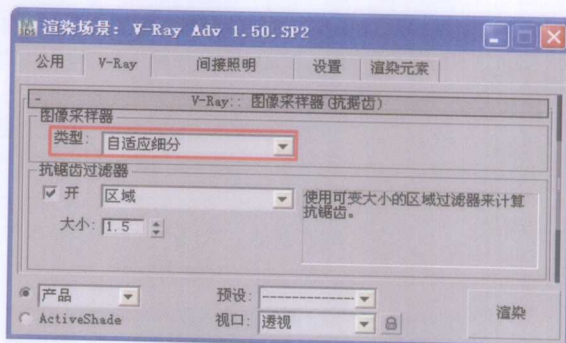 渲染场景: V-Ray Adv 1.50.SP2
公用 V-Ray 间接照明 设置 渲染元素
- V-Ray:: 图像采样器(抗锯齿)
图像采样器
类型: 自适应细分
抗锯齿过滤器
开 区域 使用可变大小的区域过滤器来计算
抗锯齿。
大小: 1.5
产品 预设: -------------
渲染
ActiveShade 视口: 透视